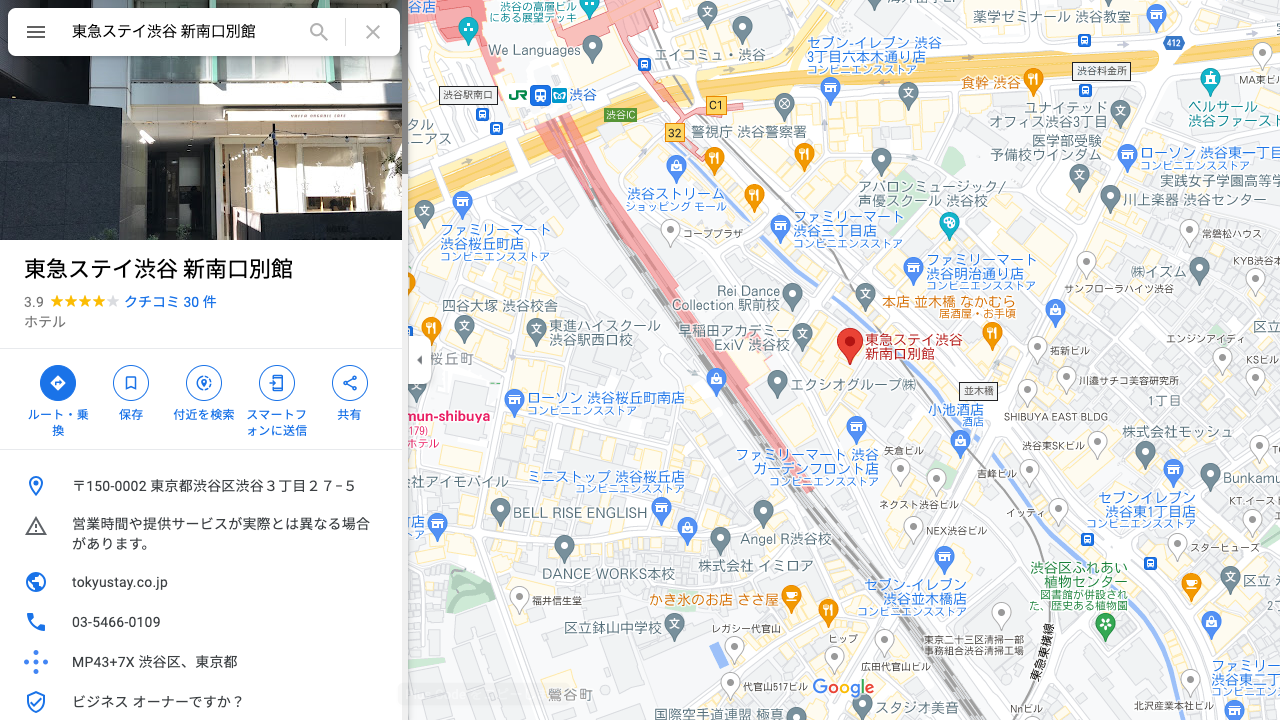 東急ステイ渋谷 新南口別館
東急ステイ渋谷 新南口別館
3.9
クチコミ 30 件
ホテル
ルート・乗
換
保存
付近を検索
スマートフ
ォンに送信
共有
〒150-0002 東京都渋谷区渋谷３丁目２７−５
営業時間や提供サービスが実際とは異なる場合
があります。
tokyustay.co.jp
03-5466-0109
MP43+7X 渋谷区、東京都
ビジネス オーナーですか？
渋谷の高層ビル
にある展望デッキ
We Languages
エイコミュ・渋谷
セブン-イレブン 渋谷
3丁目六本木通り店
コンビニエンスストア
薬学ゼミナール 渋谷教室
412
渋谷料金所
食幹 渋谷
MA東ビ
ベルサール
渋谷ファースト
渋谷駅南口
JR
渋谷
渋谷IC
C1
32
警視庁 渋谷警察署
コナトイテッド
オフィス渋谷3丁目
医学部受験
予備校ウインダム
ローソン 渋谷東一丁目
コンビニエンスストア
実践女子学園高等学
川上楽器 渋谷センター
アバロンミュージック/
声優スクール 渋谷校
渋谷ストリーム
ショッピング モール
コーププラザ
ファミリーマート
渋谷三丁目店
コンビニエンスストア
ファミリーマート
渋谷桜丘町店
コンビニエンスストア
常磐松ハウス
ファミリーマート
渋谷明治通り店
コンビニエンスストア
㈱イズム
KYB渋谷本
サンフローラハイツ渋谷
Rei Dance
Collection 駅前校
本店 並木橋 なかむら
居酒屋・お手頃
四谷大塚 渋谷校舎
東進ハイスクール
渋谷駅西口校
早稲田アカデミー
ExiV 渋谷校
東急ステイ渋谷
新南口別館
エンジンアディ
拓新ビル
KSビル
桜丘町
エクシオグループ㈱
並木橋
川邉サチコ美容研究所
1丁目
ローソン 渋谷桜丘町南店
コンビニエンスストア
小池酒店
酒店
SHIBUYA EAST BLDG
株式会社モッシュ
mun-shibuya
179)
ホテル
矢倉ビル
渋谷東SKビル
ファミリーマート 渋谷
ガーデンフロント店
コンビニエンスストア
吉峰ビル
会社アイモバイル
ミニストップ 渋谷桜丘店
コンビニエンスストア
Bankamu
セブンイレブン
渋谷東1丁目店
コンビニエンスストア
KTイース
ネクスト渋谷ビル
イッティ
BELL RISE ENGLISH
NEX渋谷ビル
Angel R渋谷校
スターヒューズ
DANCE WORKS本校
株式会社 イミロア
渋谷区ふれあい
植物センター
図書館が併設され
た、歴史ある植物園
区立
セブン-イレブン
渋谷並木橋店
コンビニエンスストア
福井倍生堂
かき氷のお店 ささ屋
区立鉢山中学校
レガシー代官山
ヒップ
東京二十三区清掃一部
事務組合渋谷清掃工場
東急東横線
広田代官山ビル
代官山517ビル
Google
鶯谷町
スタジオ美音
国際空手道連盟 極真
Nnビル
ファミリー
渋谷東二丁
コンビニエンス
北沢産業本社ビル